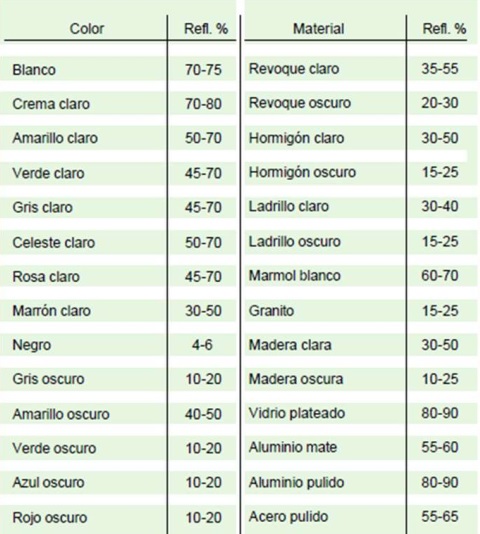 Color Refl. % Material Refl. %
Blanco 70-75 Revoque claro 35-55
Crema claro 70-80 Revoque oscuro 20-30
Amarillo claro 50-70 Hormigón claro 30-50
Verde claro 45-70 Hormigón oscuro 15-25
Gris claro 45-70 Ladrillo claro 30-40
Celeste claro 50-70 Ladrillo oscuro 15-25
Rosa claro 45-70 Marmol blanco 60-70
Marrón claro 30-50 Granito 15-25
Negro 4-6 Madera clara 30-50
Gris oscuro 10-20 Madera oscura 10-25
Amarillo oscuro 40-50 Vidrio plateado 80-90
Verde oscuro 10-20 Aluminio mate 55-60
Azul oscuro 10-20 Aluminio pulido 80-90
Rojo oscuro 10-20 Acero pulido 55-65